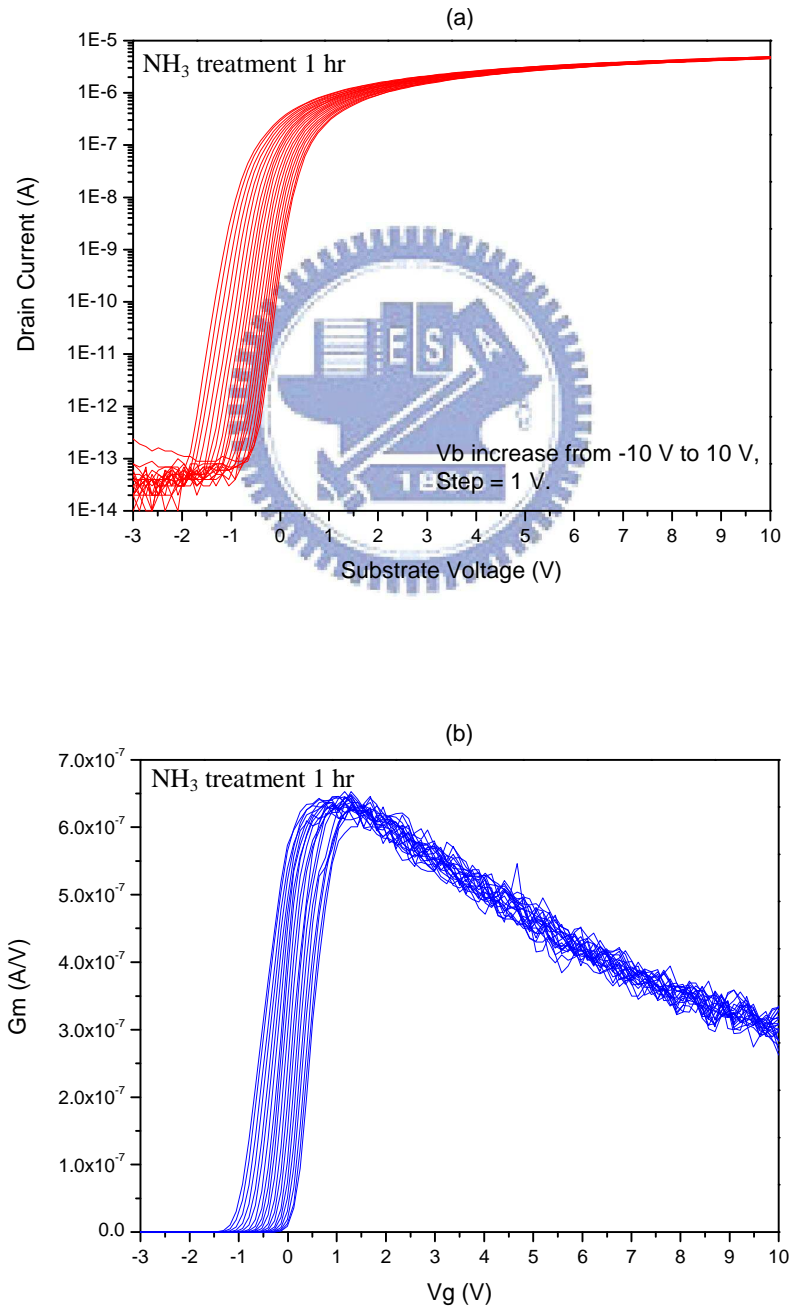 (a)
NH₃ treatment 1 hr
1E-5
1E-6
1E-7
1E-8
1E-9
1E-10
1E-11
1E-12
1E-13
1E-14
Drain Current (A)
E S A
Vb increase from -10 V to 10 V,
Step = 1 V.
-3 -2 -1 0 1 2 3 4 5 6 7 8 9 10
Substrate Voltage (V)
(b)
NH₃ treatment 1 hr
7.0x10⁻⁷
6.0x10⁻⁷
5.0x10⁻⁷
4.0x10⁻⁷
3.0x10⁻⁷
2.0x10⁻⁷
1.0x10⁻⁷
0.0
Gm (A/V)
-3 -2 -1 0 1 2 3 4 5 6 7 8 9 10
Vg (V)